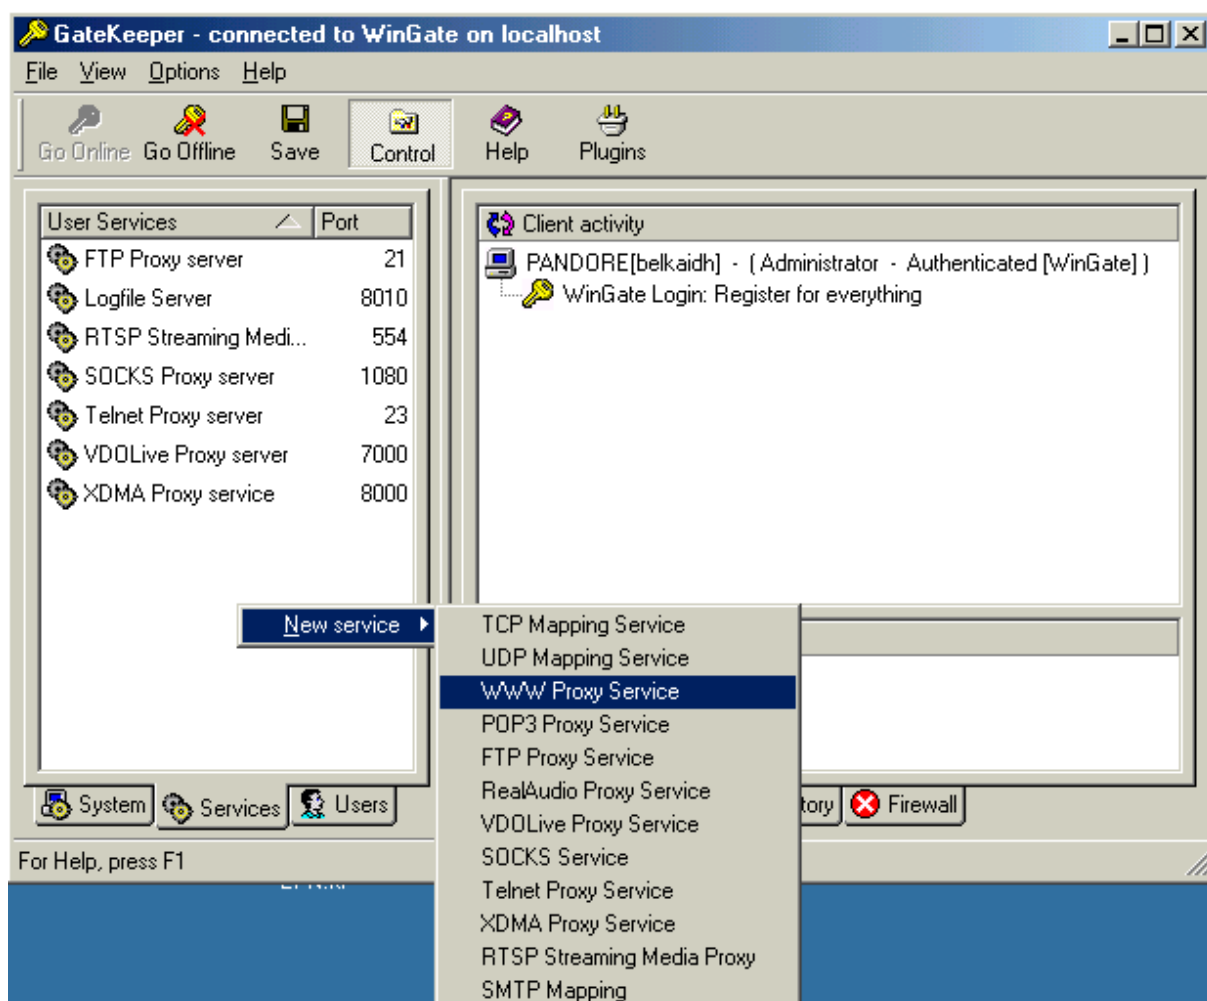 GateKeeper - connected to WinGate on localhost
File View Options Help
Go Online Go Offline Save Control Help Plugins
User Services Port
FTP Proxy server 21
Logfile Server 8010
RTSP Streaming Medi... 554
SOCKS Proxy server 1080
Telnet Proxy server 23
VDOLive Proxy server 7000
XDMA Proxy service 8000
Client activity
PANDORE[belkaidh] - ( Administrator - Authenticated [WinGate] )
WinGate Login: Register for everything
New service
TCP Mapping Service
UDP Mapping Service
WWW Proxy Service
POP3 Proxy Service
FTP Proxy Service
RealAudio Proxy Service
VDOLive Proxy Service
SOCKS Service
Telnet Proxy Service
XDMA Proxy Service
RTSP Streaming Media Proxy
SMTP Mapping
System Services Users
tory Firewall
For Help, press F1